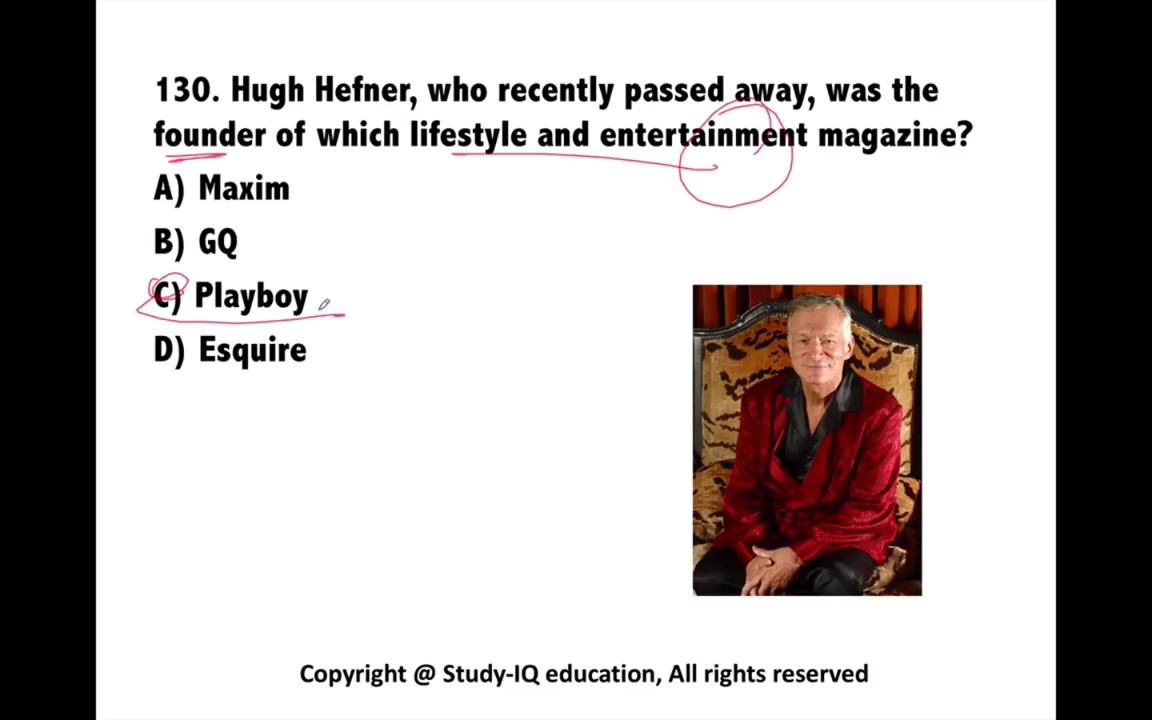 130. Hugh Hefner, who recently passed away, was the
founder of which lifestyle and entertainment magazine?
A) Maxim
B) GQ
C) Playboy
D) Esquire
Copyright @ Study-IQ education, All rights reserved